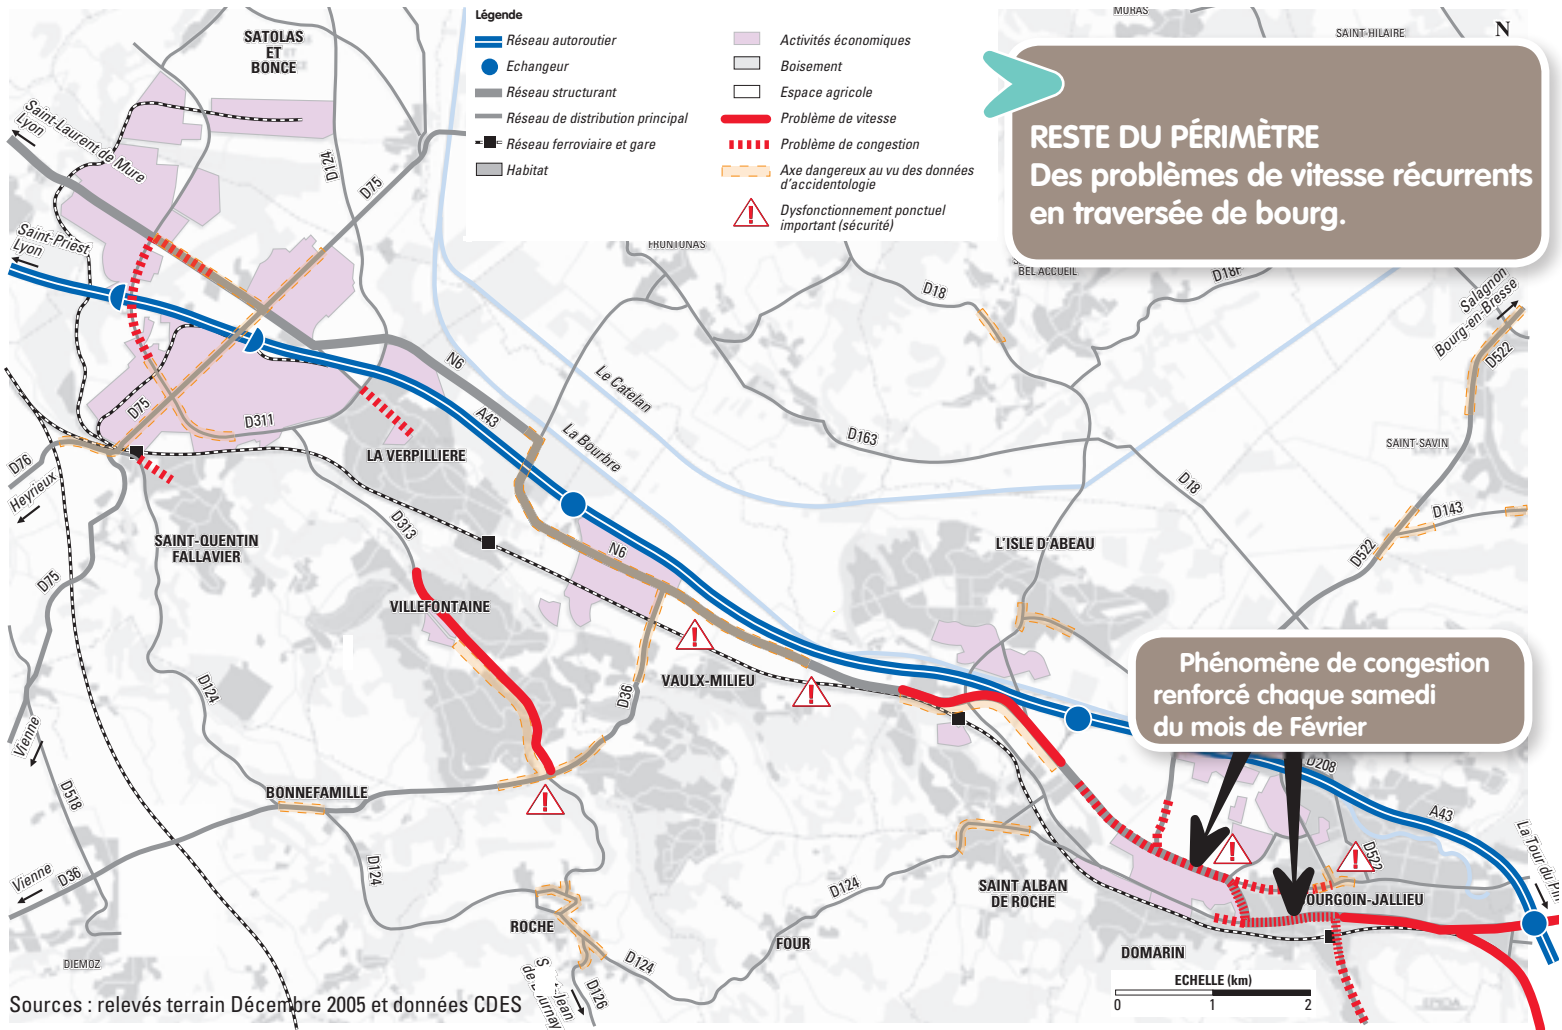 Légende
Réseau autoroutier
Echangeur
Réseau structurant
Réseau de distribution principal
Réseau ferroviaire et gare
Habitat
Activités économiques
Boisement
Espace agricole
Problème de vitesse
Problème de congestion
Axe dangereux au vu des données
d'accidentologie
Dysfonctionnement ponctuel
important (sécurité)
RESTE DU PÉRIMÈTRE
Des problèmes de vitesse récurrents
en traversée de bourg.
Phénomène de congestion
renforcé chaque samedi
du mois de Février
N
SATOLAS
ET
BONCE
MURAS
SAINT-HILAIRE
Saint-Laurent de Mure
Lyon
Saint-Priest
Lyon
D124
D75
FRONTONAS
BEL ACCUEIL
D18
Salagnon
Bourg-en-Bresse
D522
N6
A43
Le Catelan
La Bourbre
D163
D18
SAINT-SAVIN
D143
D522
D75
D311
D76
Heyrieux
LA VERPILLIERE
SAINT-QUENTIN
FALLAVIER
D313
D75
N6
L'ISLE D'ABEAU
VILLEFONTAINE
VAULX-MILIEU
D36
D124
Vienne
D518
BONNEFAMILLE
D208
A43
D522
La Tour du Pin
Vienne
D36
D124
D124
SAINT ALBAN
DE ROCHE
OURGOIN-JALLIEU
ROCHE
FOUR
DOMARIN
D124
D126
DIEMOZ
ECHELLE (km)
0 1 2
Sources : relevés terrain Décembre 2005 et données CDES